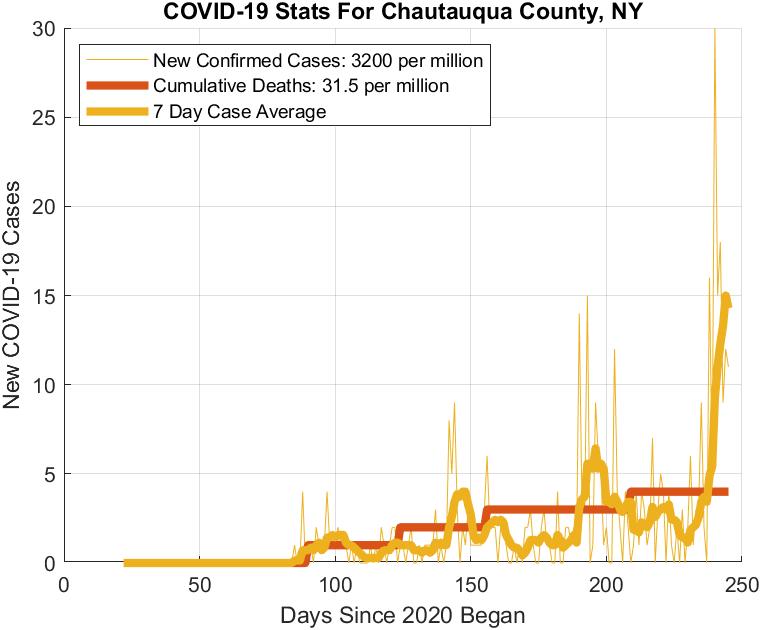 COVID-19 Stats For Chautauqua County, NY
New Confirmed Cases: 3200 per million
Cumulative Deaths: 31.5 per million
7 Day Case Average
30
25
20
15
10
5
0
New COVID-19 Cases
0 50 100 150 200 250
Days Since 2020 Began